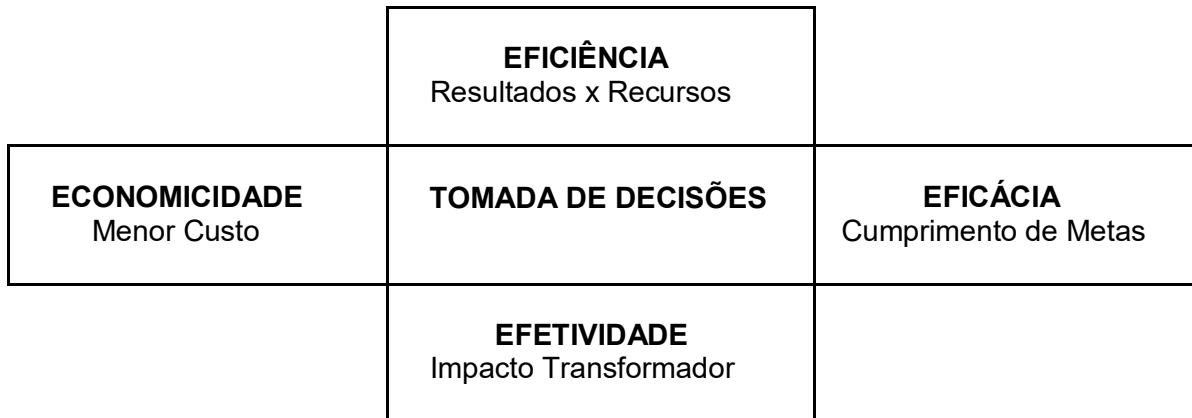 EFICIÊNCIA
Resultados x Recursos
ECONOMICIDADE
Menor Custo
TOMADA DE DECISÕES
EFICÁCIA
Cumprimento de Metas
EFETIVIDADE
Impacto Transformador